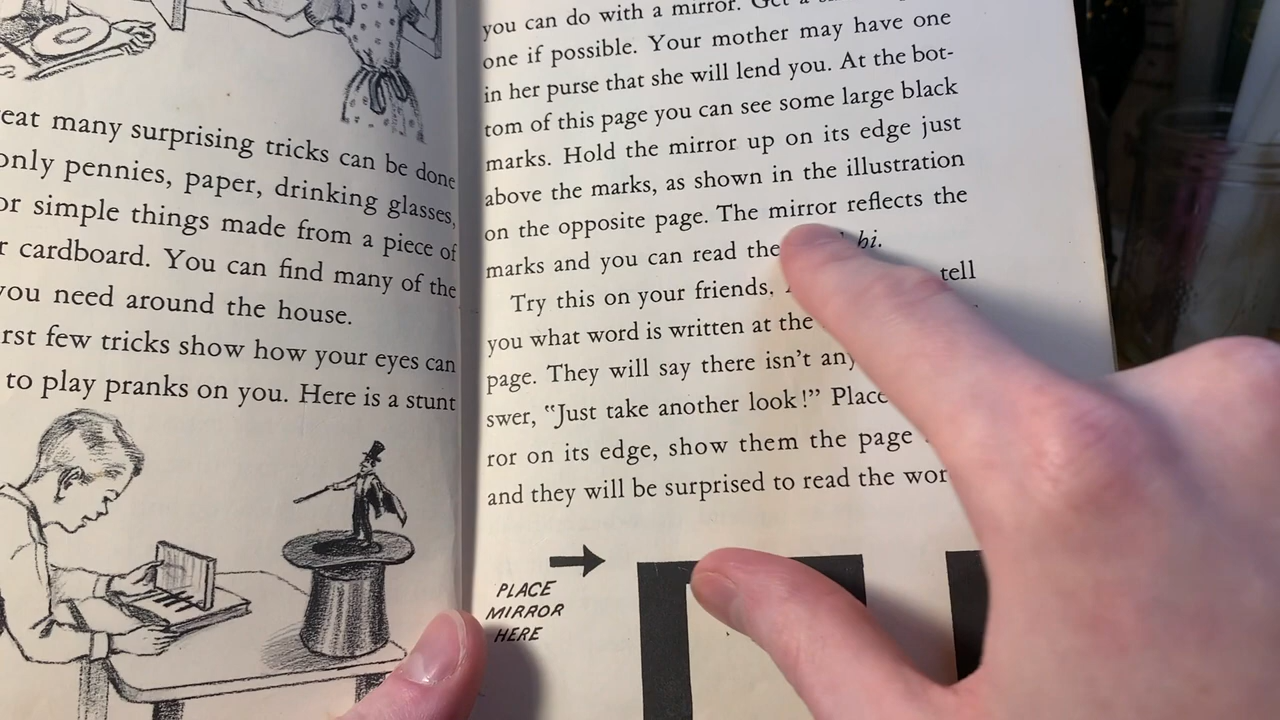 eat many surprising tricks can be done
only pennies, paper, drinking glasses,
or simple things made from a piece of
r cardboard. You can find many of the
you need around the house.
rst few tricks show how your eyes can
to play pranks on you. Here is a stunt
you can do with a mirror. Get a
one if possible. Your mother may have one
in her purse that she will lend you. At the bot-
tom of this page you can see some large black
marks. Hold the mirror up on its edge just
above the marks, as shown in the illustration
on the opposite page. The mirror reflects the
marks and you can read the hi.
Try this on your friends. tell
you what word is written at the
page. They will say there isn't any
swer, "Just take another look!" Place
ror on its edge, show them the page
and they will be surprised to read the wor
PLACE
MIRROR
HERE